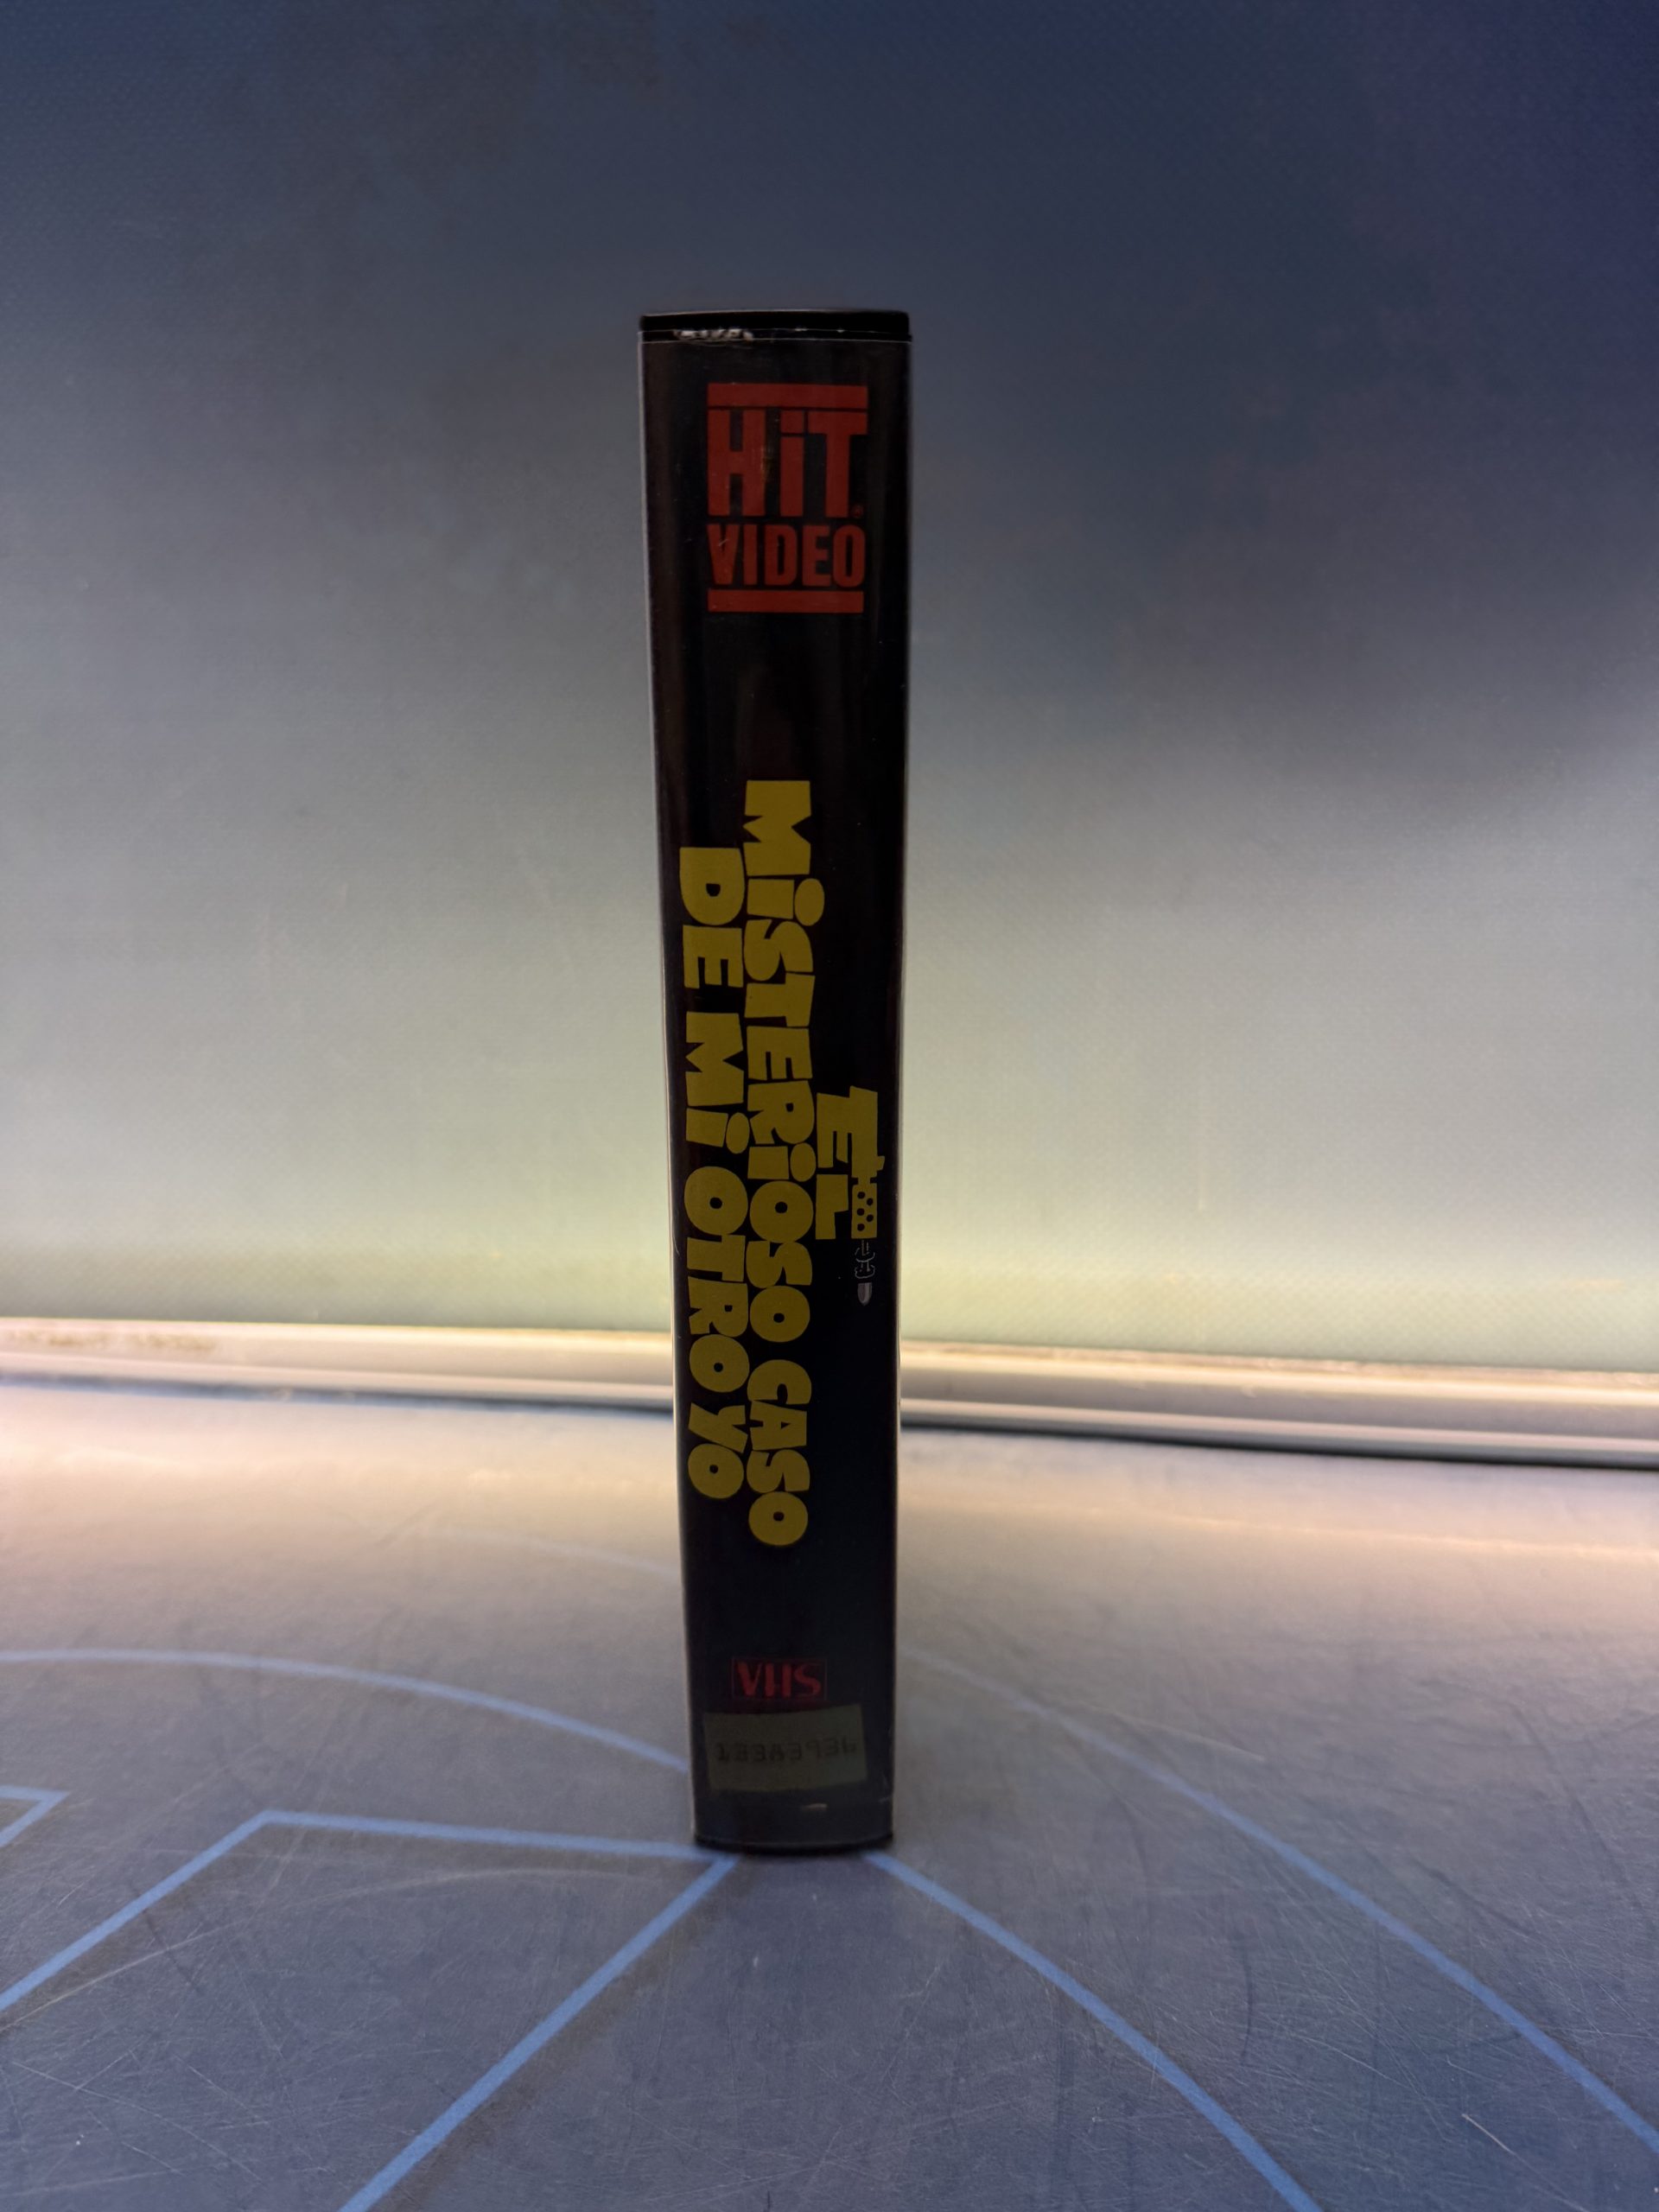 HiT
VIDEO
EL
MiSTERiOSO CASO
DE Mi OTRO YO
VHS